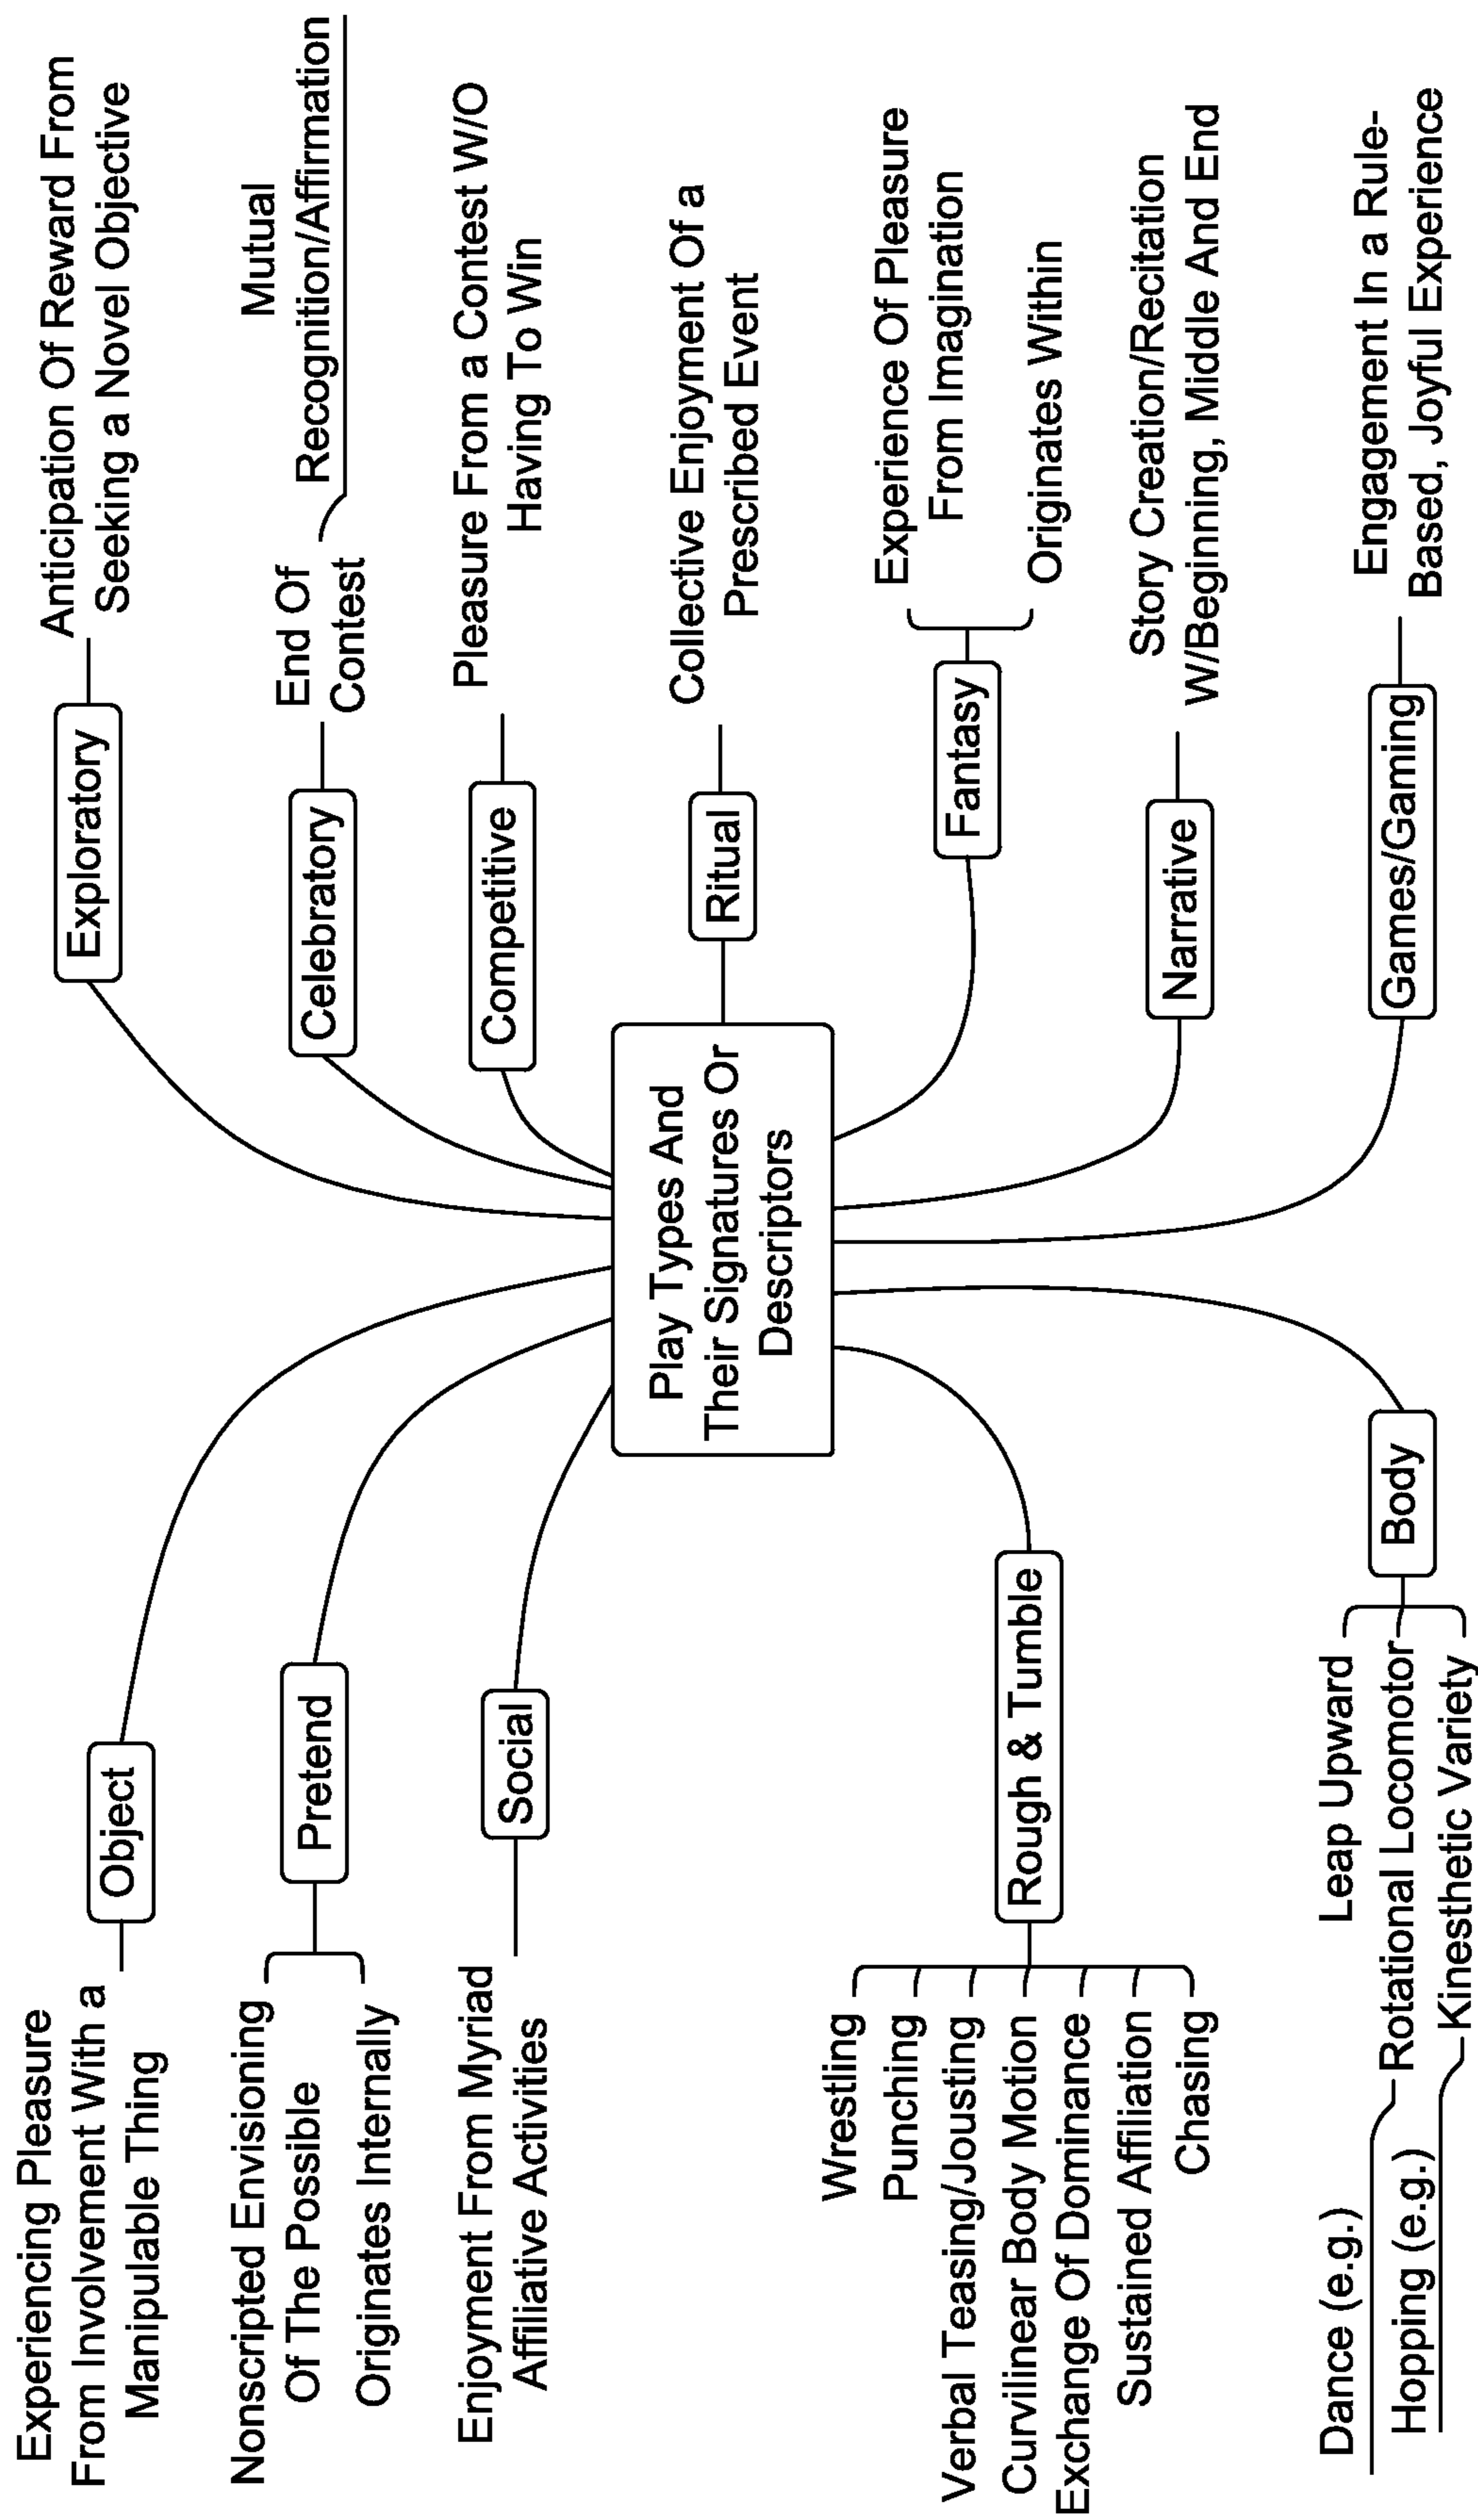 Experiencing Pleasure
From Involvement With a
Manipulable Thing
Object
Nonscripted Envisioning
Of The Possible
Originates Internally
Pretend
Enjoyment From Myriad
Affiliative Activities
Social
Play Types And
Their Signatures Or
Descriptors
Wrestling
Punching
Verbal Teasing/Jousting
Curvilinear Body Motion
Exchange Of Dominance
Sustained Affiliation
Chasing
Rough & Tumble
Dance (e.g.)
Hopping (e.g.)
Leap Upward
Rotational Locomotor
Kinesthetic Variety
Body
Exploratory
Anticipation Of Reward From
Seeking a Novel Objective
Celebratory
End Of
Contest
Mutual
Recognition/Affirmation
Competitive
Pleasure From a Contest W/O
Having To Win
Ritual
Collective Enjoyment Of a
Prescribed Event
Fantasy
Experience Of Pleasure
From Imagination
Originates Within
Narrative
Story Creation/Recitation
W/Beginning, Middle And End
Games/Gaming
Engagement In a Rule-
Based, Joyful Experience